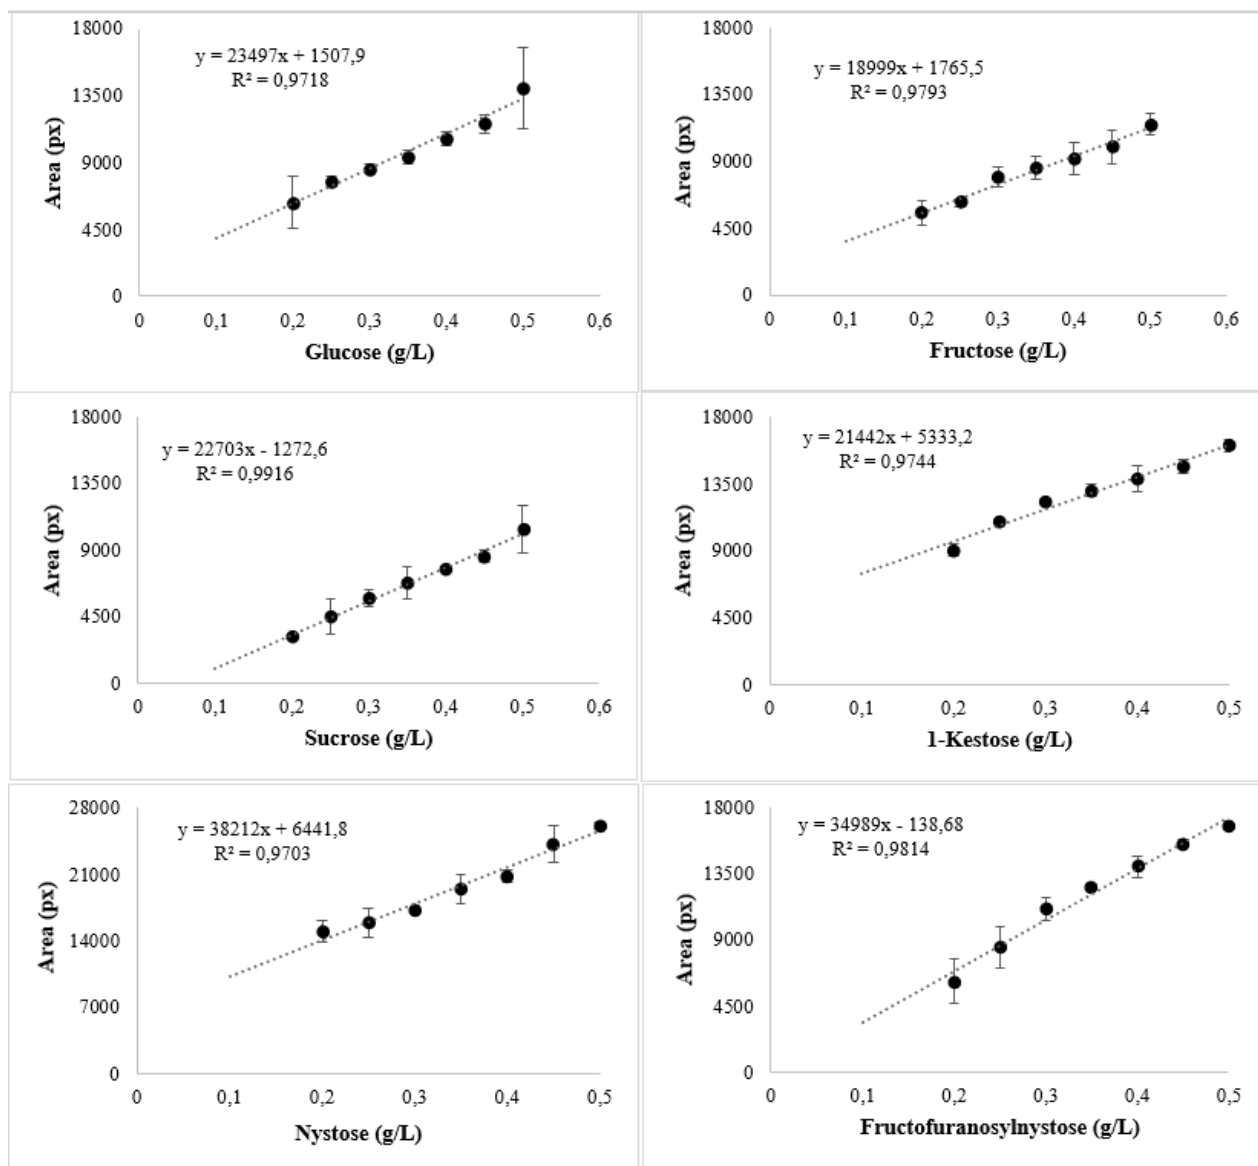 18000
13500
9000
4500
0
Area (px)
y = 23497x + 1507,9
R² = 0,9718
0 0,1 0,2 0,3 0,4 0,5 0,6
Glucose (g/L)
18000
13500
9000
4500
0
Area (px)
y = 18999x + 1765,5
R² = 0,9793
0 0,1 0,2 0,3 0,4 0,5 0,6
Fructose (g/L)
18000
13500
9000
4500
0
Area (px)
y = 22703x - 1272,6
R² = 0,9916
0 0,1 0,2 0,3 0,4 0,5 0,6
Sucrose (g/L)
18000
13500
9000
4500
0
Area (px)
y = 21442x + 5333,2
R² = 0,9744
0 0,1 0,2 0,3 0,4 0,5
1-Kestose (g/L)
28000
21000
14000
7000
0
Area (px)
y = 38212x + 6441,8
R² = 0,9703
0 0,1 0,2 0,3 0,4 0,5
Nystose (g/L)
18000
13500
9000
4500
0
Area (px)
y = 34989x - 138,68
R² = 0,9814
0 0,1 0,2 0,3 0,4 0,5
Fructofuranosylnystose (g/L)